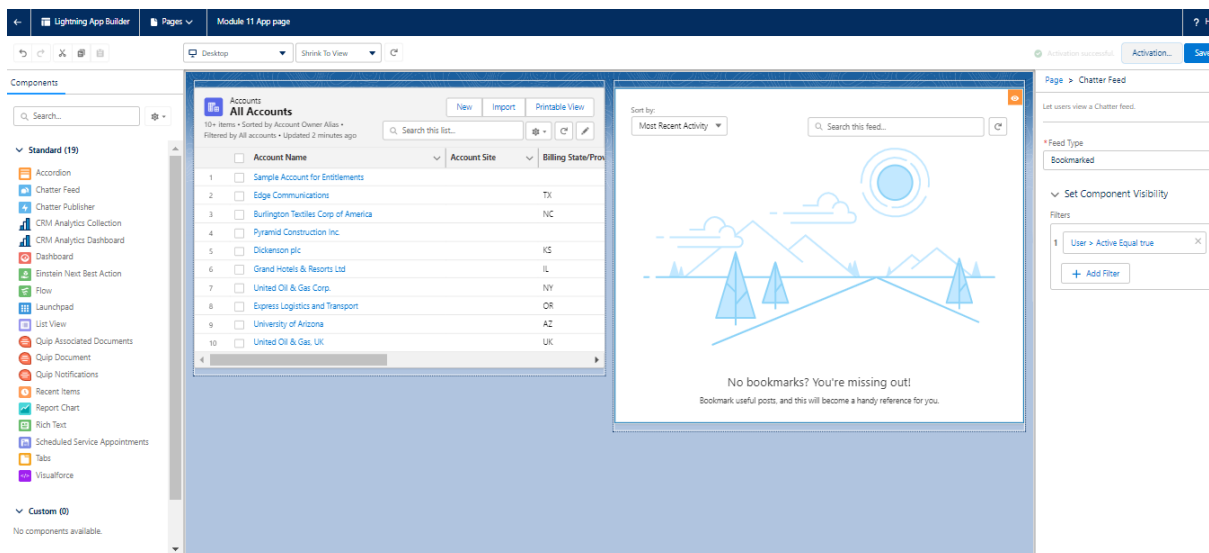 Lightning App Builder
Pages
Module 11 App page
?
Desktop
Shrink To View
Activation successful
Activation...
Save
Components
Search...
Standard (19)
Accordion
Chatter Feed
Chatter Publisher
CRM Analytics Collection
CRM Analytics Dashboard
Dashboard
Einstein Next Best Action
Flow
Launchpad
List View
Quip Associated Documents
Quip Document
Quip Notifications
Recent Items
Report Chart
Rich Text
Scheduled Service Appointments
Tabs
Visualforce
Custom (0)
No components available.
Accounts
All Accounts
New
Import
Printable View
10+ items • Sorted by Account Owner Alias •
Filtered by All accounts • Updated 2 minutes ago
Search this list...
Account Name
Account Site
Billing State/Prov
1 Sample Account for Entitlements
2 Edge Communications TX
3 Burlington Textiles Corp of America NC
4 Pyramid Construction Inc.
5 Dickenson plc KS
6 Grand Hotels & Resorts Ltd IL
7 United Oil & Gas Corp. NY
8 Express Logistics and Transport OR
9 University of Arizona AZ
10 United Oil & Gas, UK UK
Sort by:
Most Recent Activity
Search this feed...
No bookmarks? You're missing out!
Bookmark useful posts, and this will become a handy reference for you.
Page > Chatter Feed
Let users view a Chatter feed.
*Feed Type
Bookmarked
Set Component Visibility
Filters
1 User > Active Equal true
Add Filter